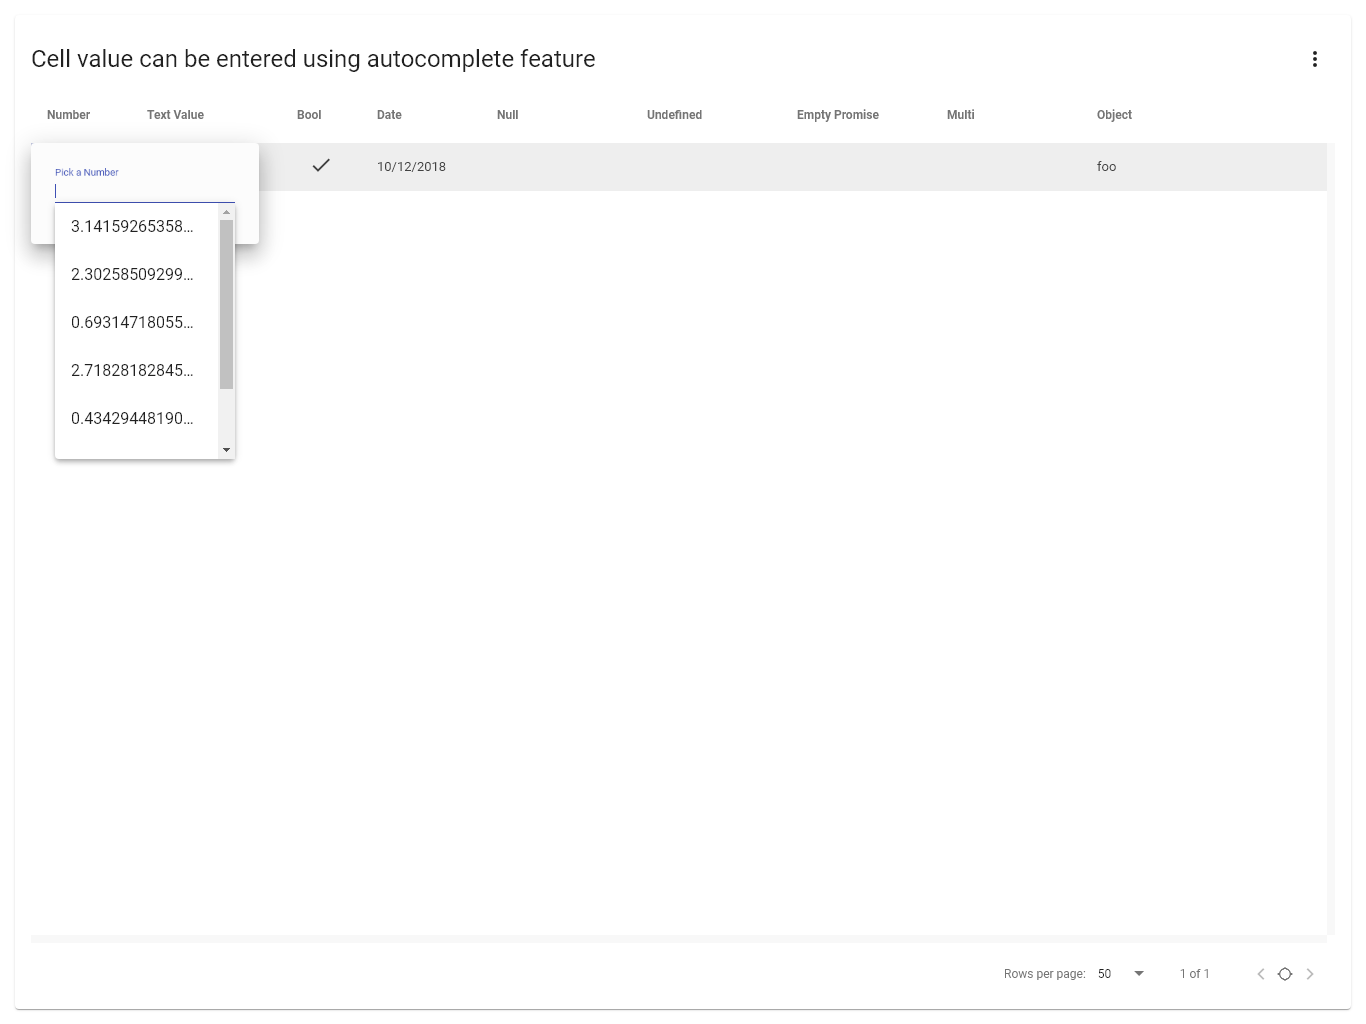 Cell value can be entered using autocomplete feature
Number Text Value Bool Date Null Undefined Empty Promise Multi Object
10/12/2018 foo
Pick a Number
3.14159265358...
2.30258509299...
0.69314718055...
2.71828182845...
0.43429448190...
Rows per page: 50 1 of 1